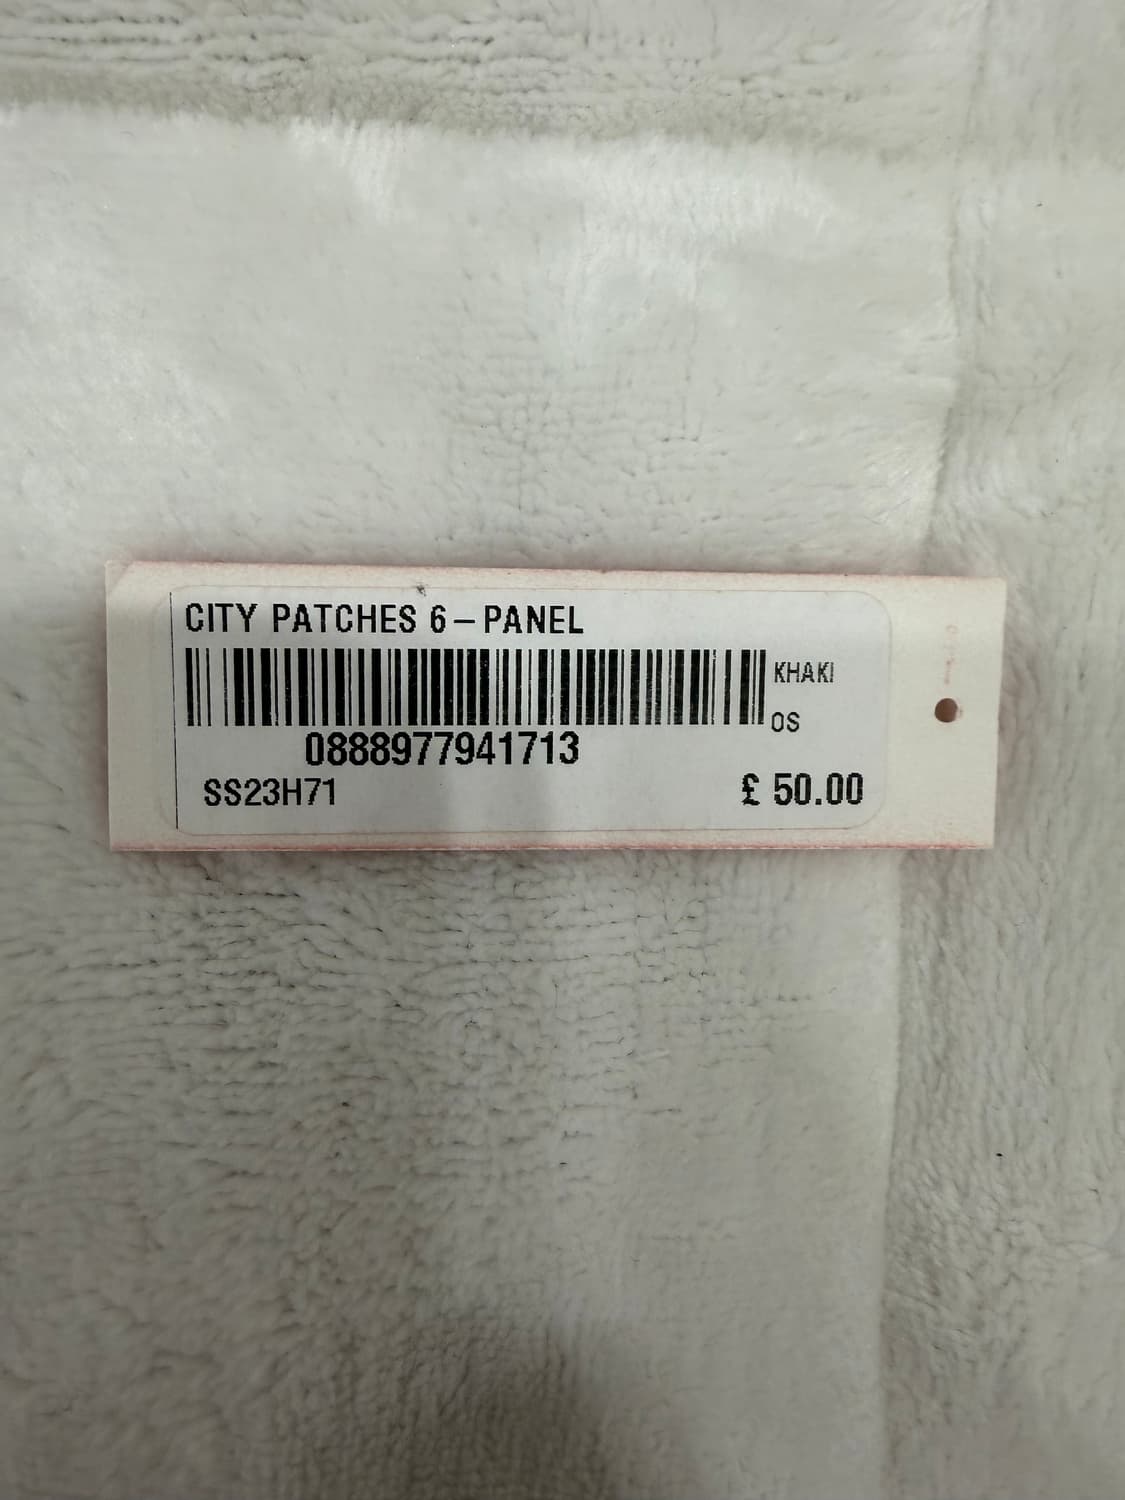 CITY PATCHES 6-PANEL
KHAKI
OS
0888977941713
SS23H71 £ 50.00